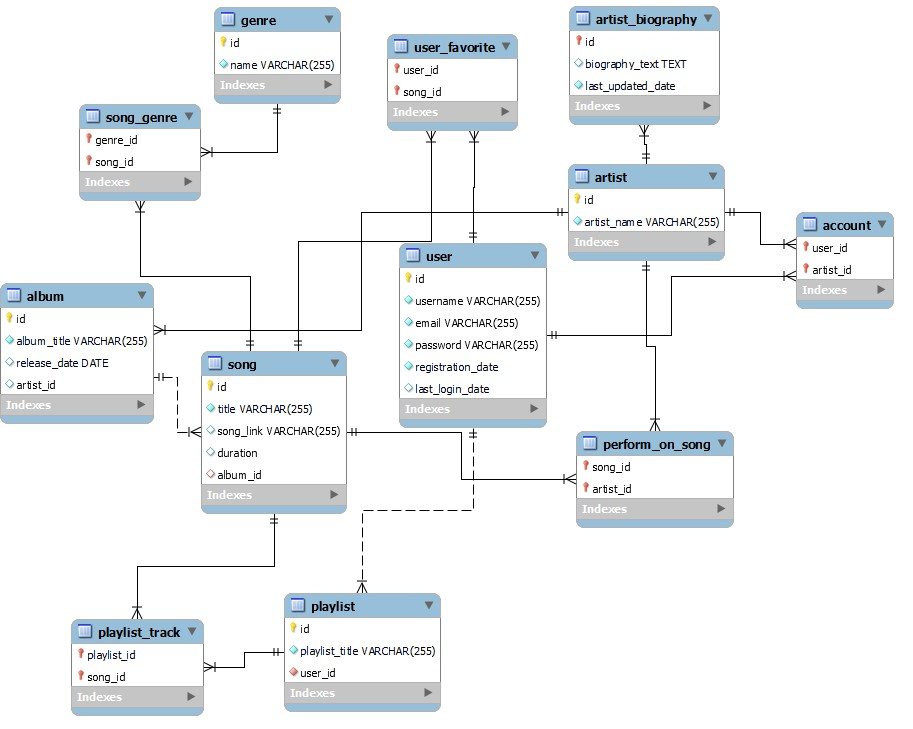 genre
id
name VARCHAR(255)
Indexes
user_favorite
user_id
song_id
Indexes
artist_biography
id
biography_text TEXT
last_updated_date
Indexes
song_genre
genre_id
song_id
Indexes
artist
id
artist_name VARCHAR(255)
Indexes
account
user_id
artist_id
Indexes
user
id
username VARCHAR(255)
email VARCHAR(255)
password VARCHAR(255)
registration_date
last_login_date
Indexes
album
id
album_title VARCHAR(255)
release_date DATE
artist_id
Indexes
song
id
title VARCHAR(255)
song_link VARCHAR(255)
duration
album_id
Indexes
perform_on_song
song_id
artist_id
Indexes
playlist
id
playlist_title VARCHAR(255)
user_id
Indexes
playlist_track
playlist_id
song_id
Indexes